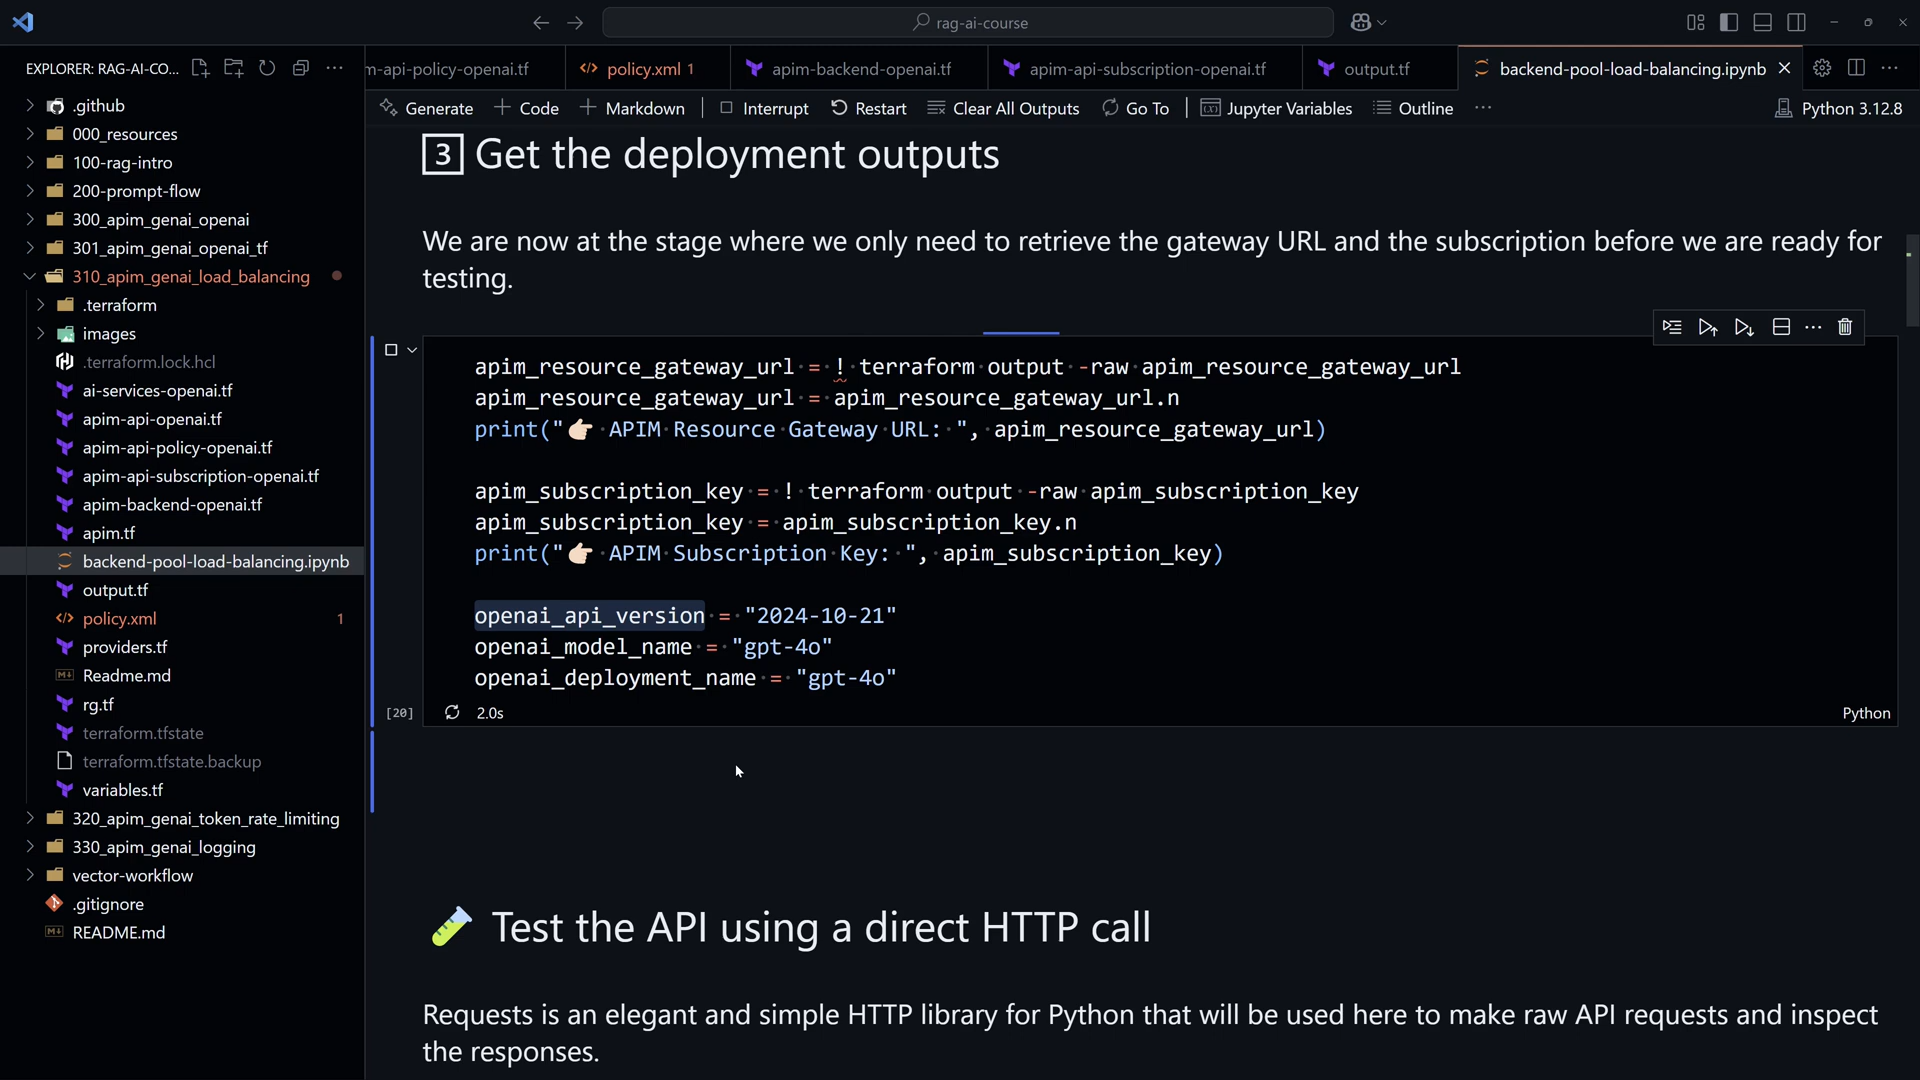 rag-ai-course
EXPLORER: RAG-AI-CO...
.github
000_resources
100-rag-intro
200-prompt-flow
300_apim_genai_openai
301_apim_genai_openai_tf
310_apim_genai_load_balancing
.terraform
images
.terraform.lock.hcl
ai-services-openai.tf
apim-api-openai.tf
apim-api-policy-openai.tf
apim-api-subscription-openai.tf
apim-backend-openai.tf
apim.tf
backend-pool-load-balancing.ipynb
output.tf
policy.xml 1
providers.tf
Readme.md
rg.tf
terraform.tfstate
terraform.tfstate.backup
variables.tf
320_apim_genai_token_rate_limiting
330_apim_genai_logging
vector-workflow
.gitignore
README.md
m-api-policy-openai.tf policy.xml 1 apim-backend-openai.tf apim-api-subscription-openai.tf output.tf backend-pool-load-balancing.ipynb
Generate Code Markdown Interrupt Restart Clear All Outputs Go To Jupyter Variables Outline ... Python 3.12.8
3 Get the deployment outputs
We are now at the stage where we only need to retrieve the gateway URL and the subscription before we are ready for
testing.
apim_resource_gateway_url = ! terraform output -raw apim_resource_gateway_url
apim_resource_gateway_url = apim_resource_gateway_url.n
print("👉🏻 APIM Resource Gateway URL: ", apim_resource_gateway_url)
apim_subscription_key = ! terraform output -raw apim_subscription_key
apim_subscription_key = apim_subscription_key.n
print("👉🏻 APIM Subscription Key: ", apim_subscription_key)
openai_api_version = "2024-10-21"
openai_model_name = "gpt-4o"
openai_deployment_name = "gpt-4o"
[20] 2.0s Python
🧪 Test the API using a direct HTTP call
Requests is an elegant and simple HTTP library for Python that will be used here to make raw API requests and inspect
the responses.